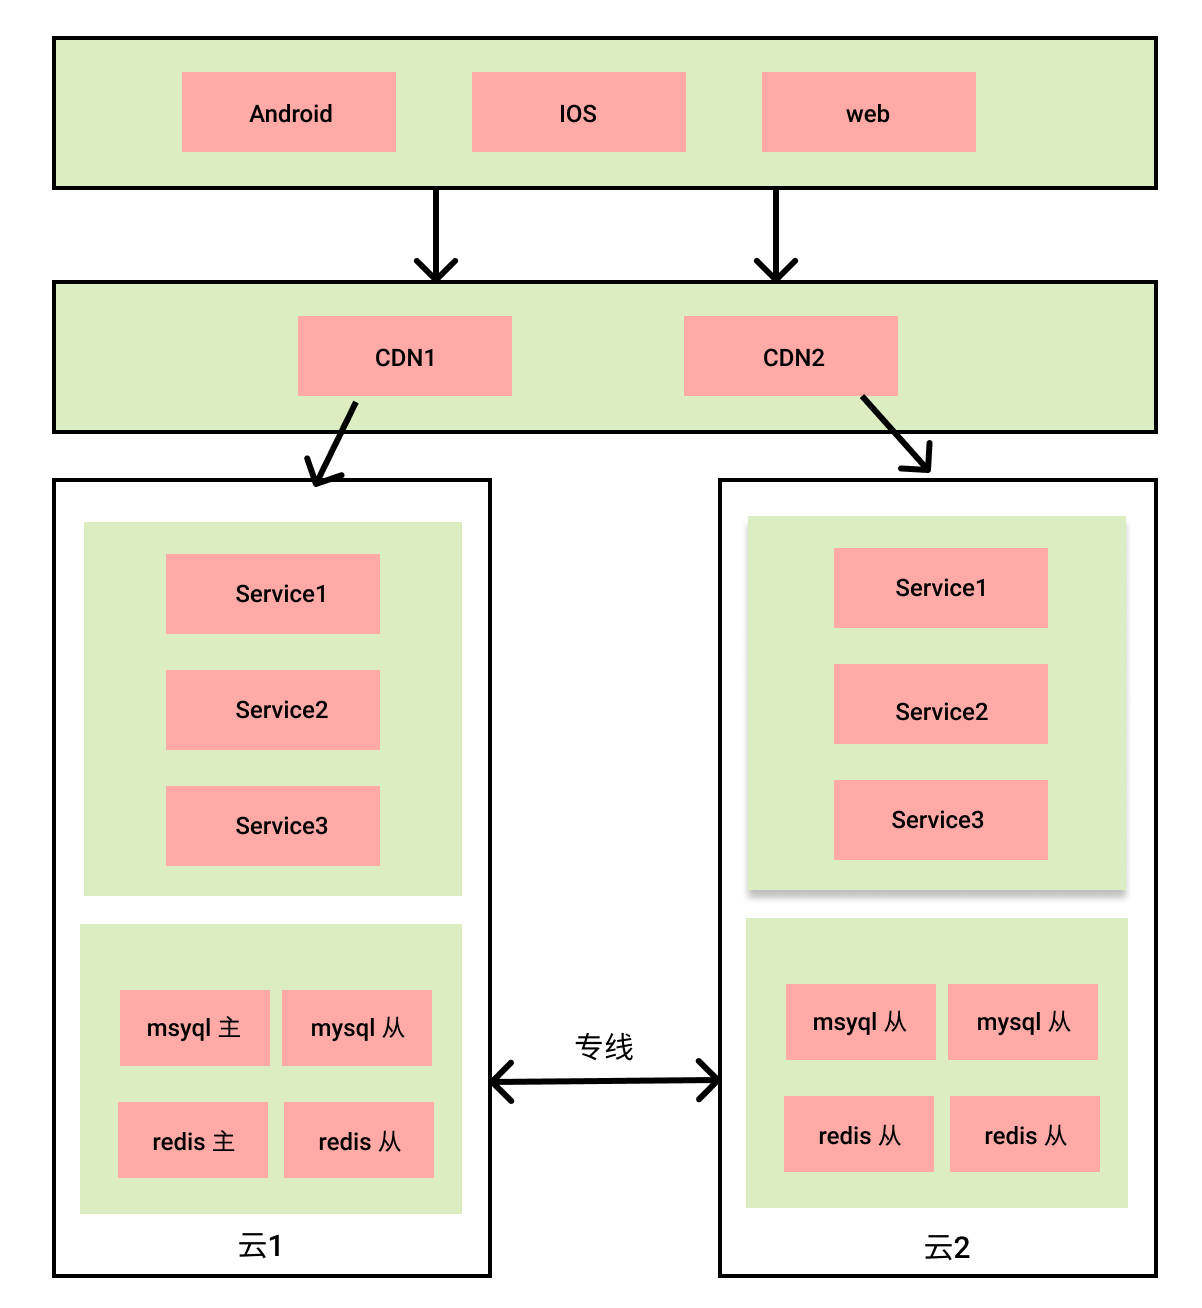 Android
IOS
web
CDN1
CDN2
Service1
Service2
Service3
msyql 主
mysql 从
redis 主
redis 从
云1
专线
Service1
Service2
Service3
msyql 从
mysql 从
redis 从
redis 从
云2